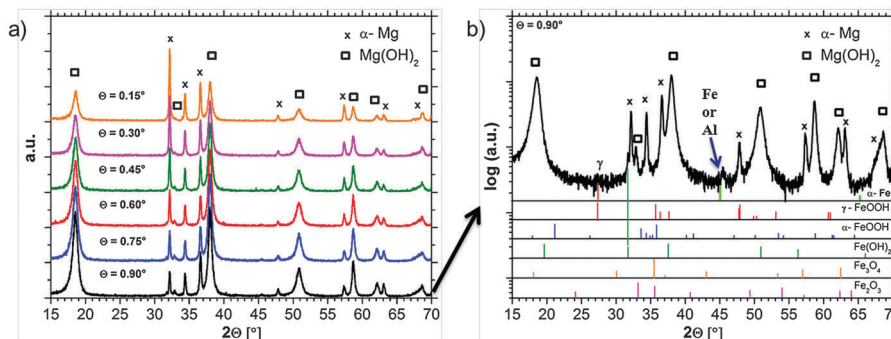 a)
x α- Mg
Mg(OH)2
Θ = 0.15°
Θ = 0.30°
Θ = 0.45°
Θ = 0.60°
Θ = 0.75°
Θ = 0.90°
a.u.
15 20 25 30 35 40 45 50 55 60 65 70
2Θ [°]
b)
Θ = 0.90°
x α- Mg
Mg(OH)2
Fe
or
Al
γ
log (a.u.)
α- Fe
γ - FeOOH
α - FeOOH
Fe(OH)2
Fe3O4
Fe2O3
15 20 25 30 35 40 45 50 55 60 65 70
2Θ [°]